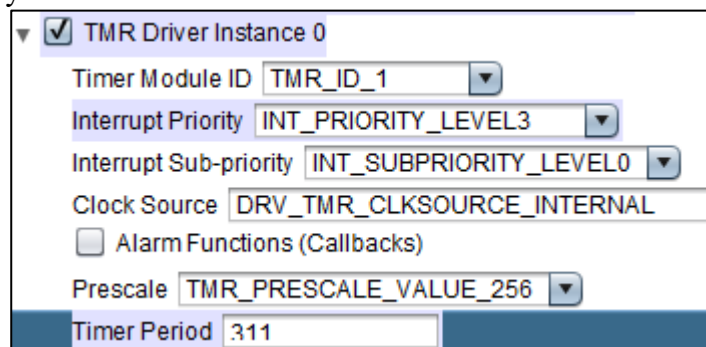 TMR Driver Instance 0
Timer Module ID TMR_ID_1
Interrupt Priority INT_PRIORITY_LEVEL3
Interrupt Sub-priority INT_SUBPRIORITY_LEVEL0
Clock Source DRV_TMR_CLKSOURCE_INTERNAL
Alarm Functions (Callbacks)
Prescale TMR_PRESCALE_VALUE_256
Timer Period 311